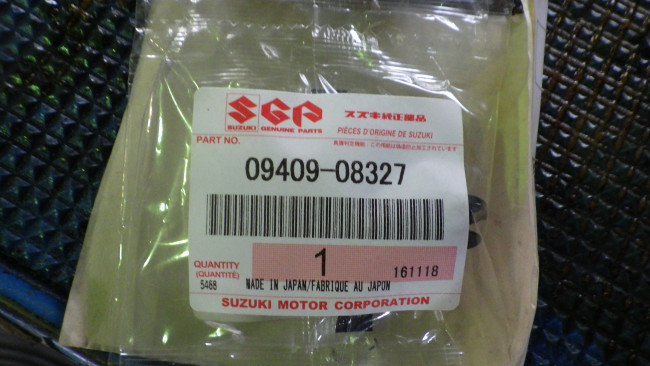 SGP
スズキ純正部品
SUZUKI GENUINE PARTS
PIÈCES D'ORIGINE DE SUZUKI
PART NO.
09409-08327
QUANTITY
1
161118
(QUANTITÉ)
5468
MADE IN JAPAN/FABRIQUE AU JAPON
SUZUKI MOTOR CORPORATION